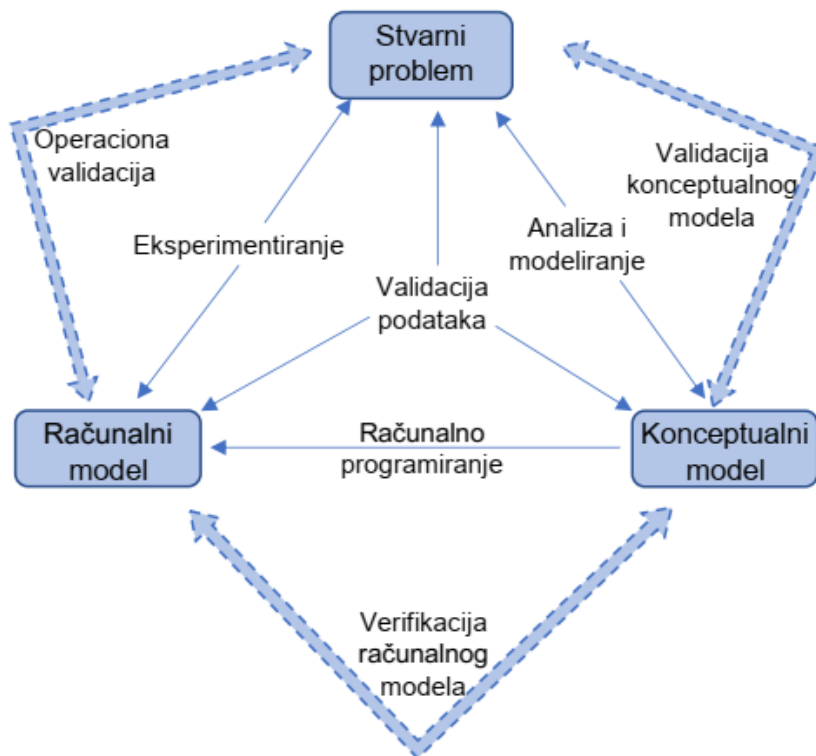 Stvarni
problem
Operaciona
validacija
Validacija
konceptualnog
modela
Eksperimentiranje
Analiza i
modeliranje
Validacija
podataka
Računalni
model
Računalno
programiranje
Konceptualni
model
Verifikacija
računalnog
modela